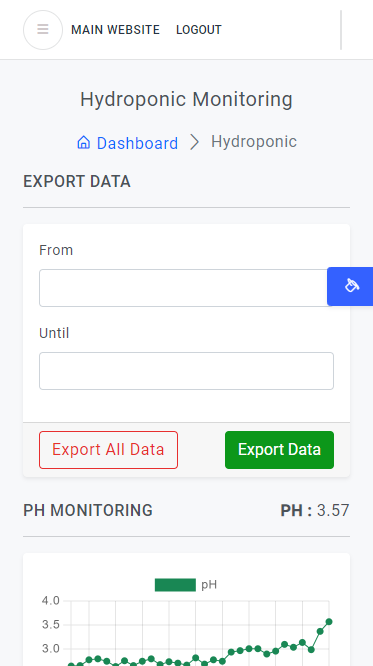 MAIN WEBSITE LOGOUT
Hydroponic Monitoring
Dashboard Hydroponic
EXPORT DATA
From
Until
Export All Data Export Data
PH MONITORING PH : 3.57
pH
4.0
3.5
3.0